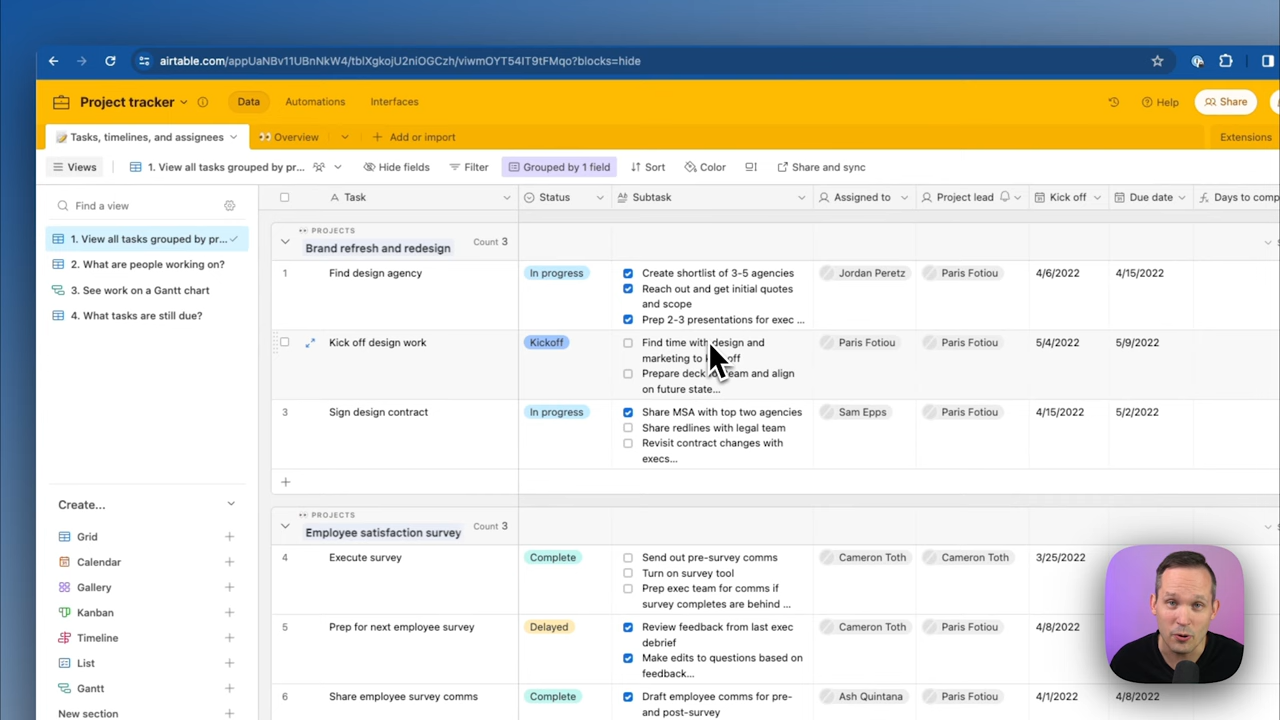 airtable.com/appUaNBv11UBnNkW4/tblXgkojU2niOGCzh/viwmOYT54IT9tFMqo?blocks=hide
Project tracker
Data
Automations
Interfaces
Help
Share
Tasks, timelines, and assignees
Overview
Add or import
Extensions
Views
1. View all tasks grouped by pr...
Hide fields
Filter
Grouped by 1 field
Sort
Color
Share and sync
Find a view
1. View all tasks grouped by pr...
2. What are people working on?
3. See work on a Gantt chart
4. What tasks are still due?
Create...
Grid
Calendar
Gallery
Kanban
Timeline
List
Gantt
New section
Task
Status
Subtask
Assigned to
Project lead
Kick off
Due date
Days to comp
PROJECTS
Brand refresh and redesign
Count 3
1
Find design agency
In progress
Create shortlist of 3-5 agencies
Reach out and get initial quotes
and scope
Prep 2-3 presentations for exec ...
Jordan Peretz
Paris Fotiou
4/6/2022
4/15/2022
Kick off design work
Kickoff
Find time with design and
marketing to off
Prepare deck team and align
on future state...
Paris Fotiou
Paris Fotiou
5/4/2022
5/9/2022
3
Sign design contract
In progress
Share MSA with top two agencies
Share redlines with legal team
Revisit contract changes with
execs...
Sam Epps
Paris Fotiou
4/15/2022
5/2/2022
PROJECTS
Employee satisfaction survey
Count 3
4
Execute survey
Complete
Send out pre-survey comms
Turn on survey tool
Prep exec team for comms if
survey completes are behind ...
Cameron Toth
Cameron Toth
3/25/2022
5
Prep for next employee survey
Delayed
Review feedback from last exec
debrief
Make edits to questions based on
feedback...
Cameron Toth
Paris Fotiou
4/8/2022
6
Share employee survey comms
Complete
Draft employee comms for pre-
and post-survey
Ash Quintana
Paris Fotiou
4/1/2022
4/8/2022